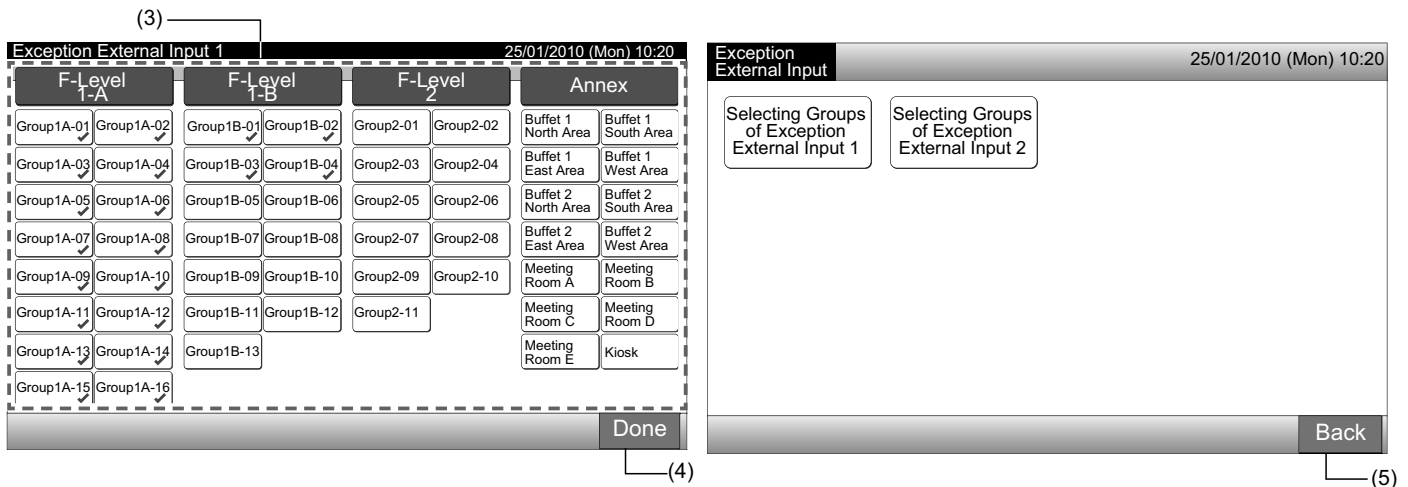 (3)
Exception External Input 1 25/01/2010 (Mon) 10:20
F-Level
1-A
F-Level
1-B
F-Level
2
Annex
Group1A-01 Group1A-02 Group1B-01 Group1B-02 Group2-01 Group2-02
Buffet 1
North Area
Buffet 1
South Area
Group1A-03 Group1A-04 Group1B-03 Group1B-04 Group2-03 Group2-04
Buffet 1
East Area
Buffet 1
West Area
Group1A-05 Group1A-06 Group1B-05 Group1B-06 Group2-05 Group2-06
Buffet 2
North Area
Buffet 2
South Area
Group1A-07 Group1A-08 Group1B-07 Group1B-08 Group2-07 Group2-08
Buffet 2
East Area
Buffet 2
West Area
Group1A-09 Group1A-10 Group1B-09 Group1B-10 Group2-09 Group2-10
Meeting
Room A
Meeting
Room B
Group1A-11 Group1A-12 Group1B-11 Group1B-12 Group2-11
Meeting
Room C
Meeting
Room D
Group1A-13 Group1A-14 Group1B-13
Meeting
Room E
Kiosk
Group1A-15 Group1A-16
Done
(4)
Exception
External Input
25/01/2010 (Mon) 10:20
Selecting Groups
of Exception
External Input 1
Selecting Groups
of Exception
External Input 2
Back
(5)